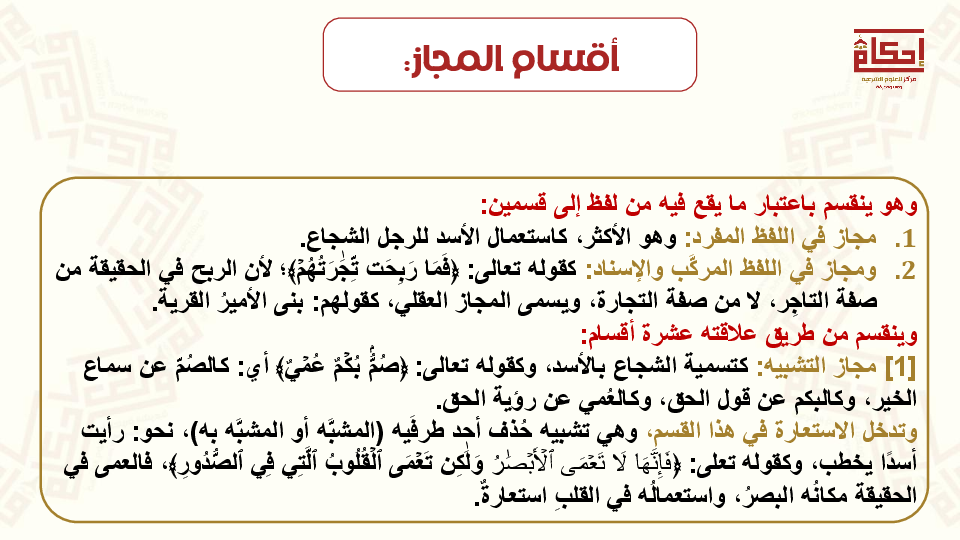 أقسام المجاز:
إحكام
مركز للعلوم الشرعية
وهو ينقسم باعتبار ما يقع فيه من لفظ إلى قسمين:
1. مجاز في اللفظ المفرد: وهو الأكثر، كاستعمال الأسد للرجل الشجاع.
2. ومجاز في اللفظ المركَّب والإسناد: كقوله تعالى: ﴿فَمَا رَبِحَت تِّجَٰرَتُهُمۡ﴾؛ لأن الربح في الحقيقة من
صفة التاجِر، لا من صفة التجارة، ويسمى المجاز العقلي، كقولهم: بنى الأميرُ القرية.
وينقسم من طريق علاقته عشرة أقسام:
[1] مجاز التشبيه: كتسمية الشجاع بالأسد، وكقوله تعالى: ﴿صُمُّۢ بُكۡمٌ عُمۡيٌ﴾ أي: كالصُمّ عن سماع
الخير، وكالبكم عن قول الحق، وكالعُمي عن رؤية الحق.
وتدخل الاستعارة في هذا القسم، وهي تشبيه حُذف أحد طرفَيه (المشبَّه أو المشبَّه به)، نحو: رأيت
أسدًا يخطب، وكقوله تعلى: ﴿فَإِنَّهَا لَا تَعۡمَى ٱلۡأَبۡصَٰرُ وَلَٰكِن تَعۡمَى ٱلۡقُلُوبُ ٱلَّتِي فِي ٱلصُّدُورِ﴾، فالعمى في
الحقيقة مكانُه البصرُ، واستعمالُه في القلبِ استعارةٌ.